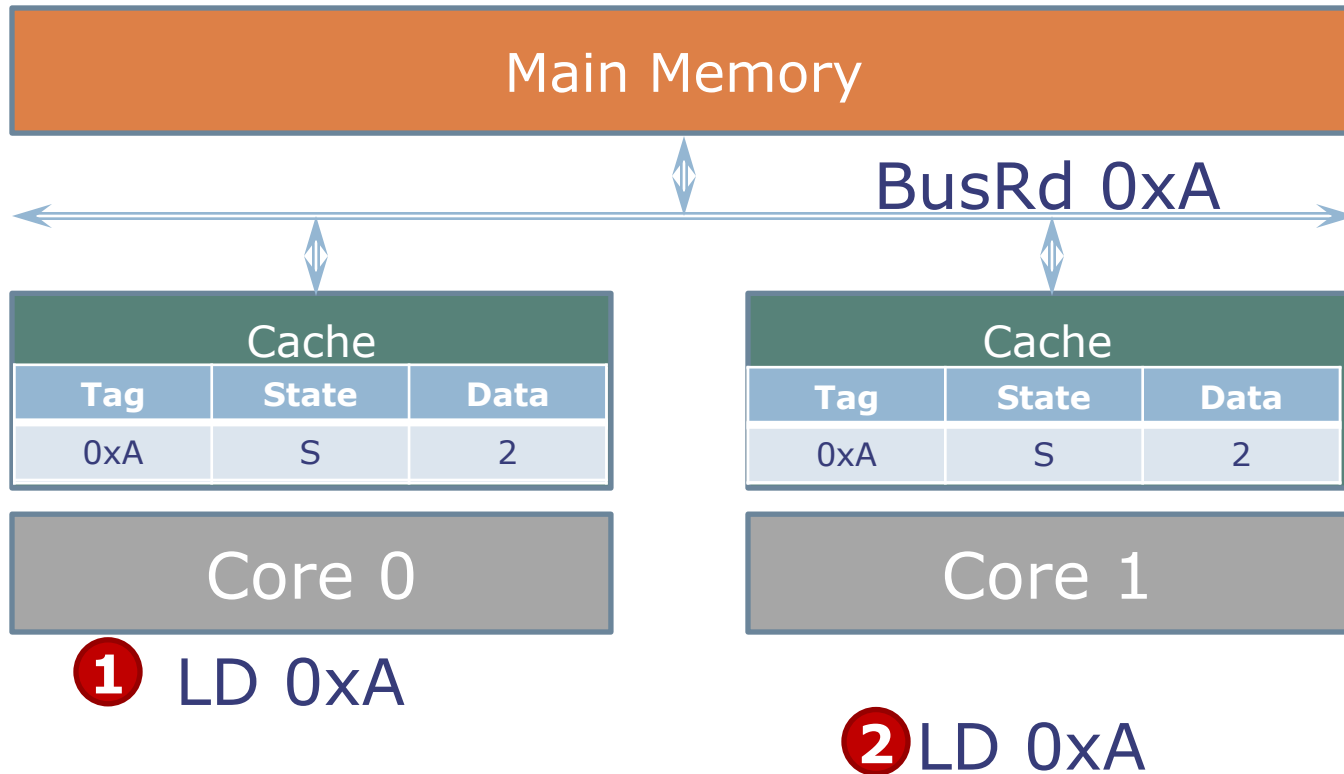 Main Memory
BusRd 0xA
Cache
Tag State Data
0xA S 2
Core 0
1 LD 0xA
Cache
Tag State Data
0xA S 2
Core 1
2 LD 0xA